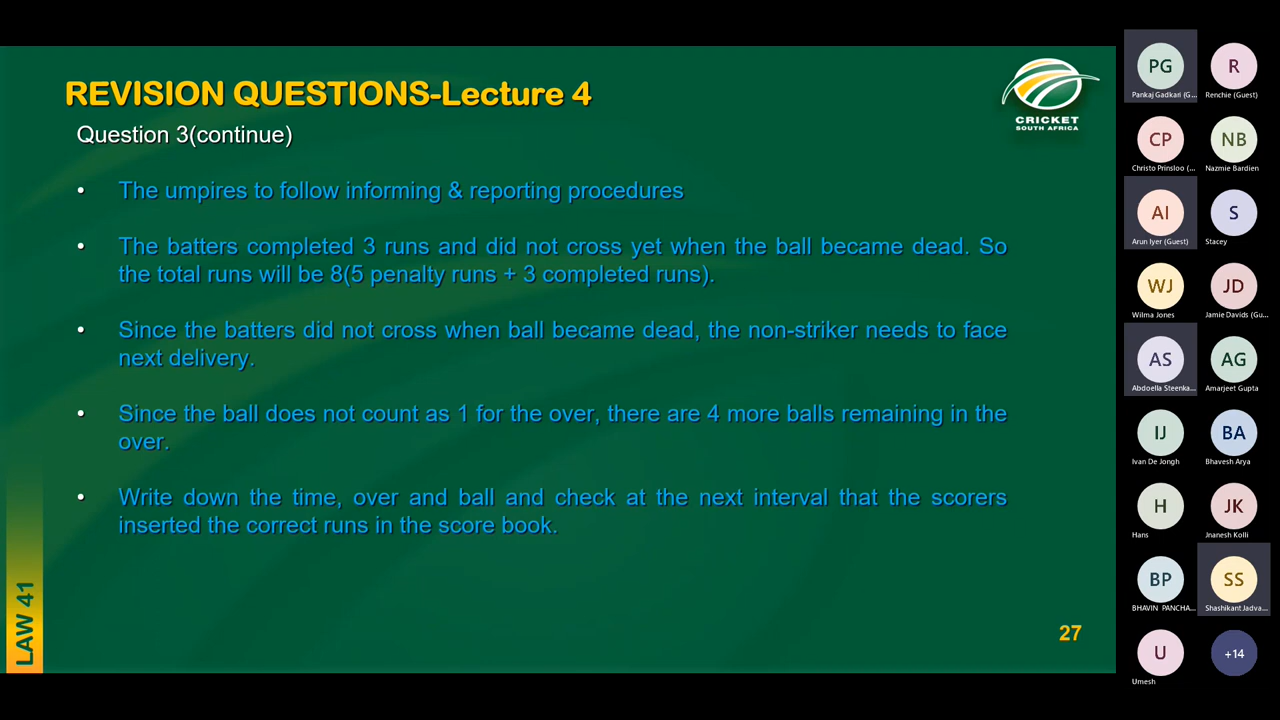 REVISION QUESTIONS-Lecture 4
Question 3(continue)
CRICKET
SOUTH AFRICA
• The umpires to follow informing & reporting procedures
• The batters completed 3 runs and did not cross yet when the ball became dead. So
the total runs will be 8(5 penalty runs + 3 completed runs).
• Since the batters did not cross when ball became dead, the non-striker needs to face
next delivery.
• Since the ball does not count as 1 for the over, there are 4 more balls remaining in the
over.
• Write down the time, over and ball and check at the next interval that the scorers
inserted the correct runs in the score book.
LAW 41
27
PG
Pankaj Gadkari (G...
R
Renchie (Guest)
CP
Christo Prinsloo (...
NB
Nazmie Bardien
AI
Arun Iyer (Guest)
S
Stacey
WJ
Wilma Jones
JD
Jamie Davids (Gu...
AS
Abdoella Steenka...
AG
Amarjeet Gupta
IJ
Ivan De Jongh
BA
Bhavesh Arya
H
Hans
JK
Jnanesh Kolli
BP
BHAVIN PANCHA...
SS
Shashikant Jadva...
U
Umesh
+14